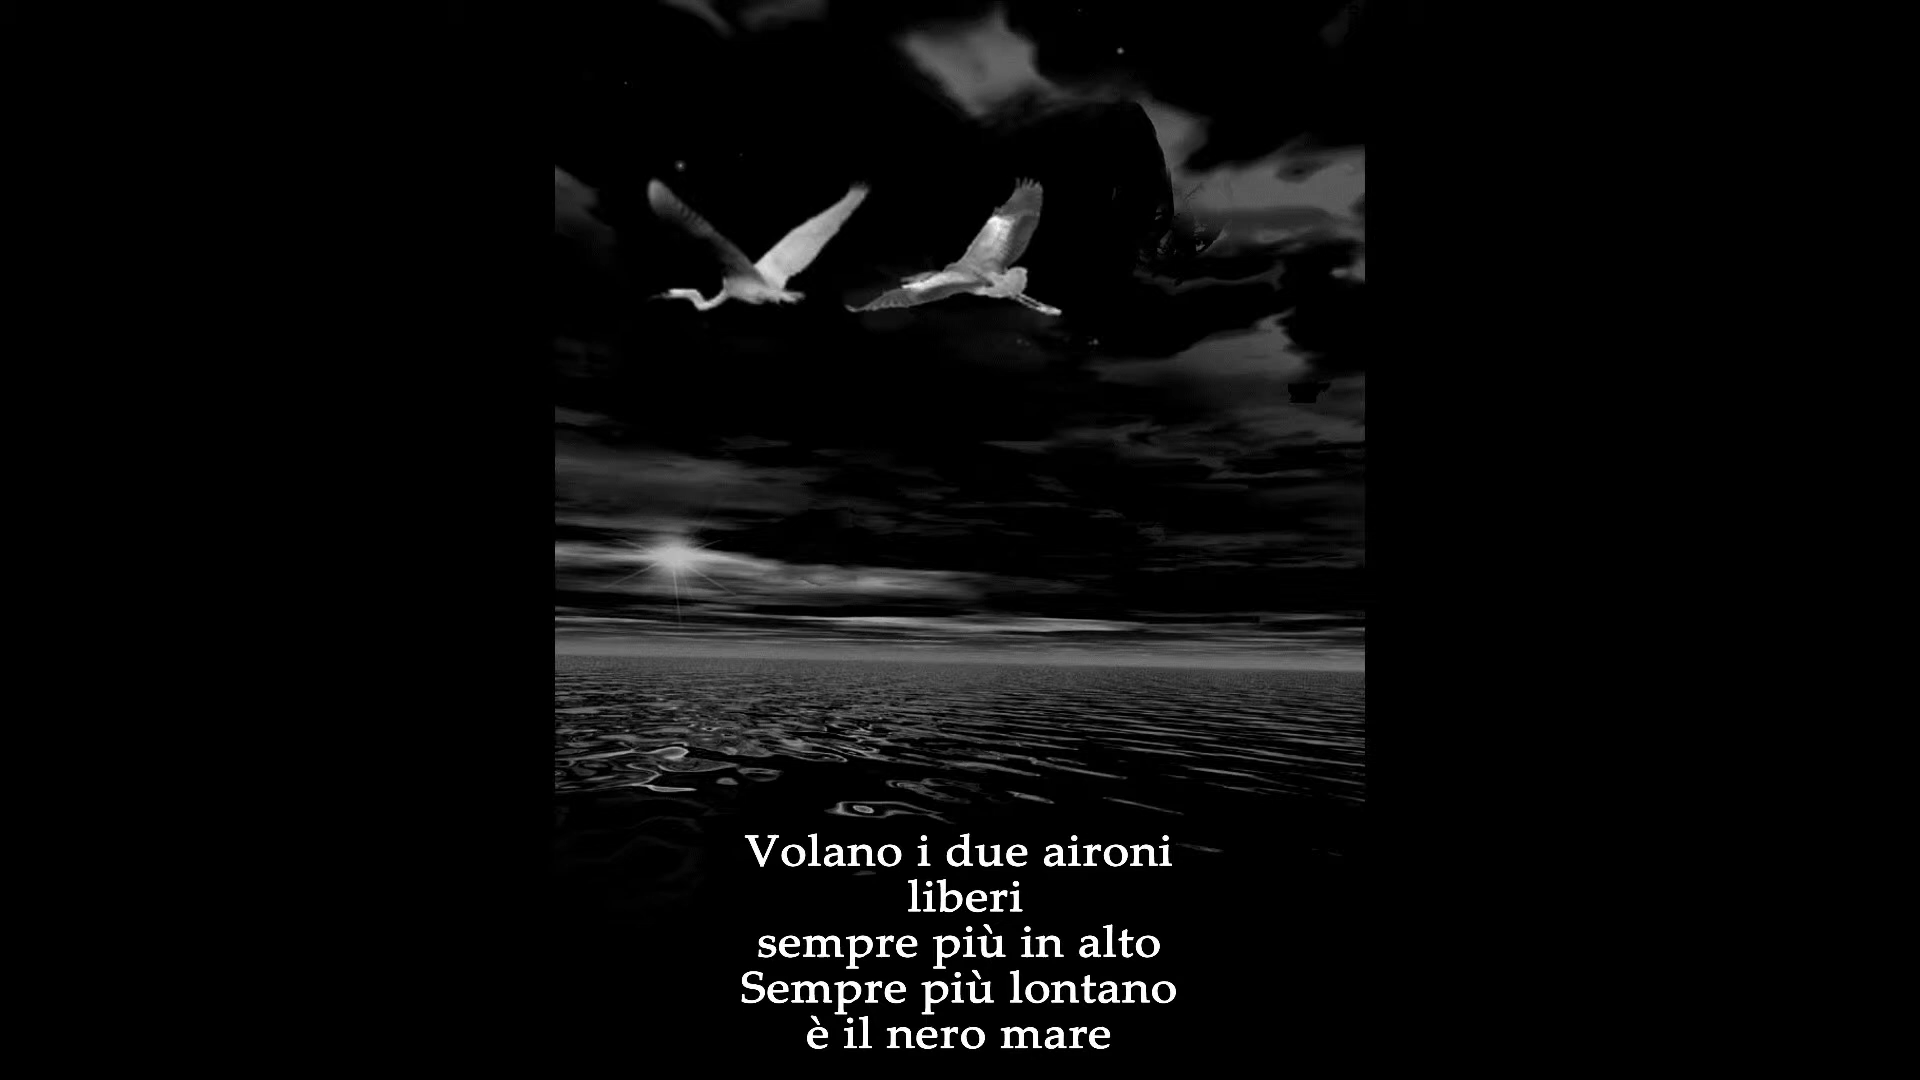 Volano i due aironi
liberi
sempre più in alto
Sempre più lontano
è il nero mare